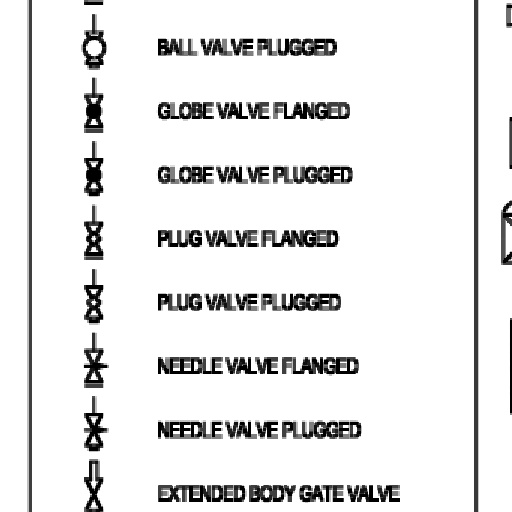 BALL VALVE PLUGGED
GLOBE VALVE FLANGED
GLOBE VALVE PLUGGED
PLUG VALVE FLANGED
PLUG VALVE PLUGGED
NEEDLE VALVE FLANGED
NEEDLE VALVE PLUGGED
EXTENDED BODY GATE VALVE